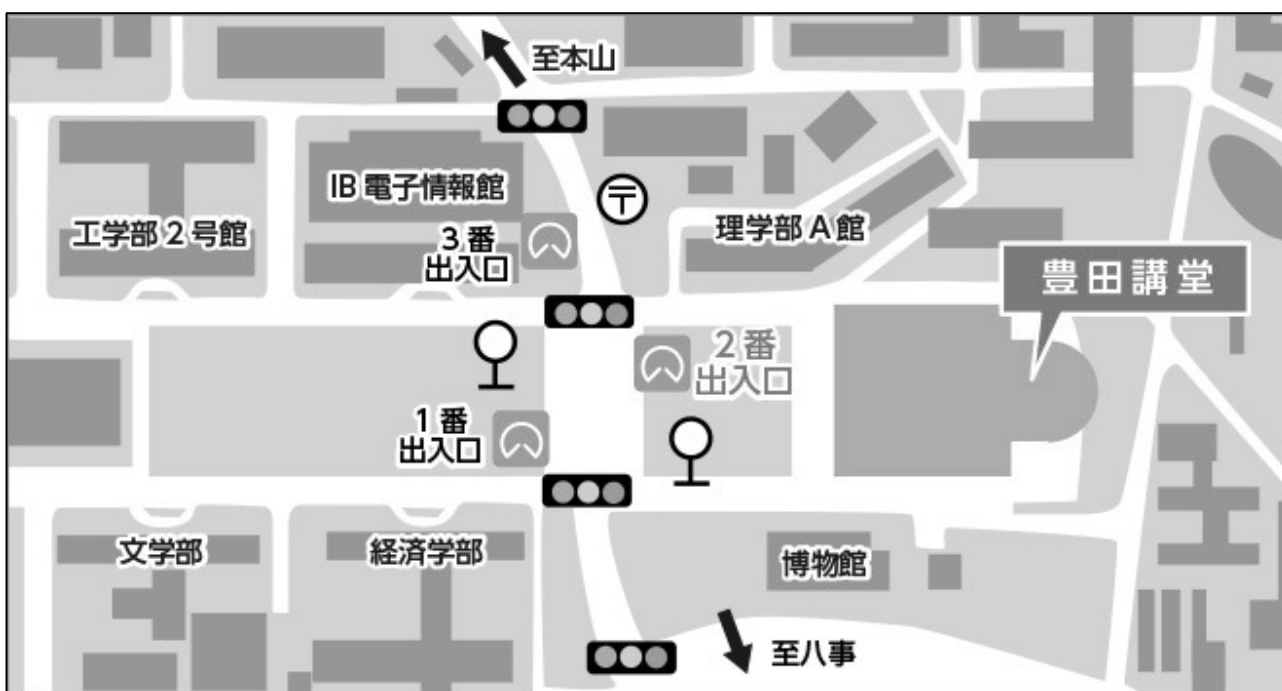 至本山
IB 電子情報館
工学部 2 号館
3 番
出入口
〒
理学部 A 館
豊田講堂
2 番
出入口
1 番
出入口
文学部
経済学部
博物館
至八事